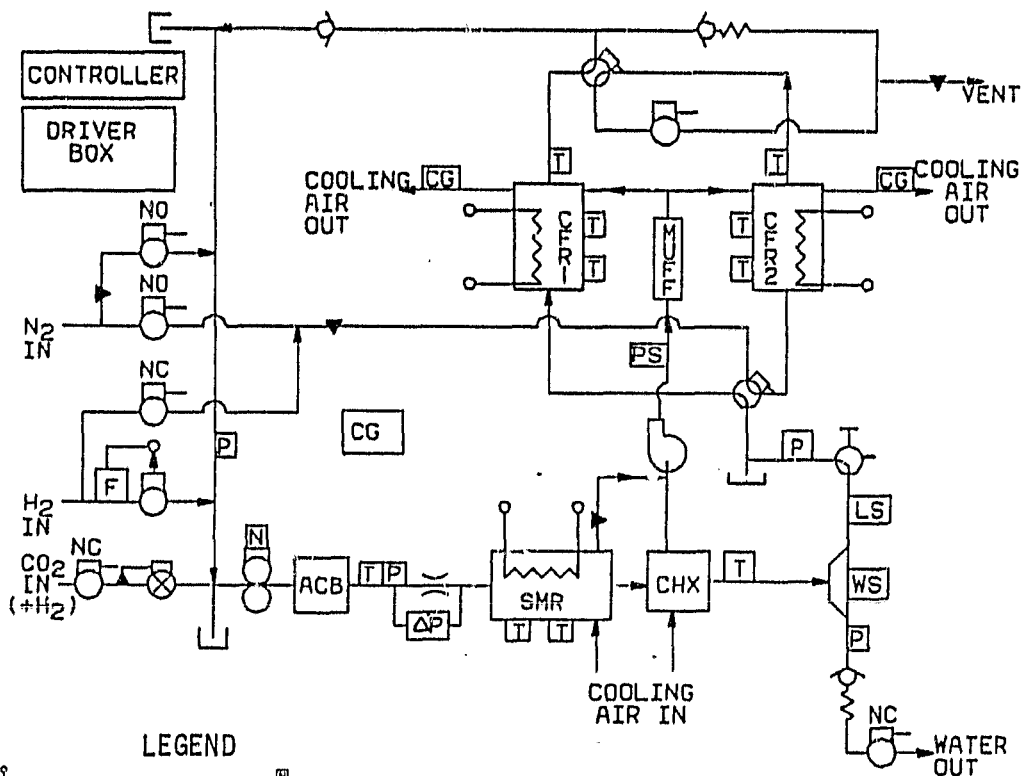 CONTROLLER
DRIVER
BOX
VENT
T
T
COOLING
AIR
OUT
CG
CG
COOLING
AIR
OUT
NO
CFR1
T
T
MUFF
T
T
CFR2
NO
N2
IN
PS
NC
CG
P
P
F
H2
IN
LS
NC
N
CO2
IN
(+H2)
ACB
T
P
SMR
CHX
T
WS
ΔP
T
T
P
COOLING
AIR IN
NC
LEGEND
WATER
OUT